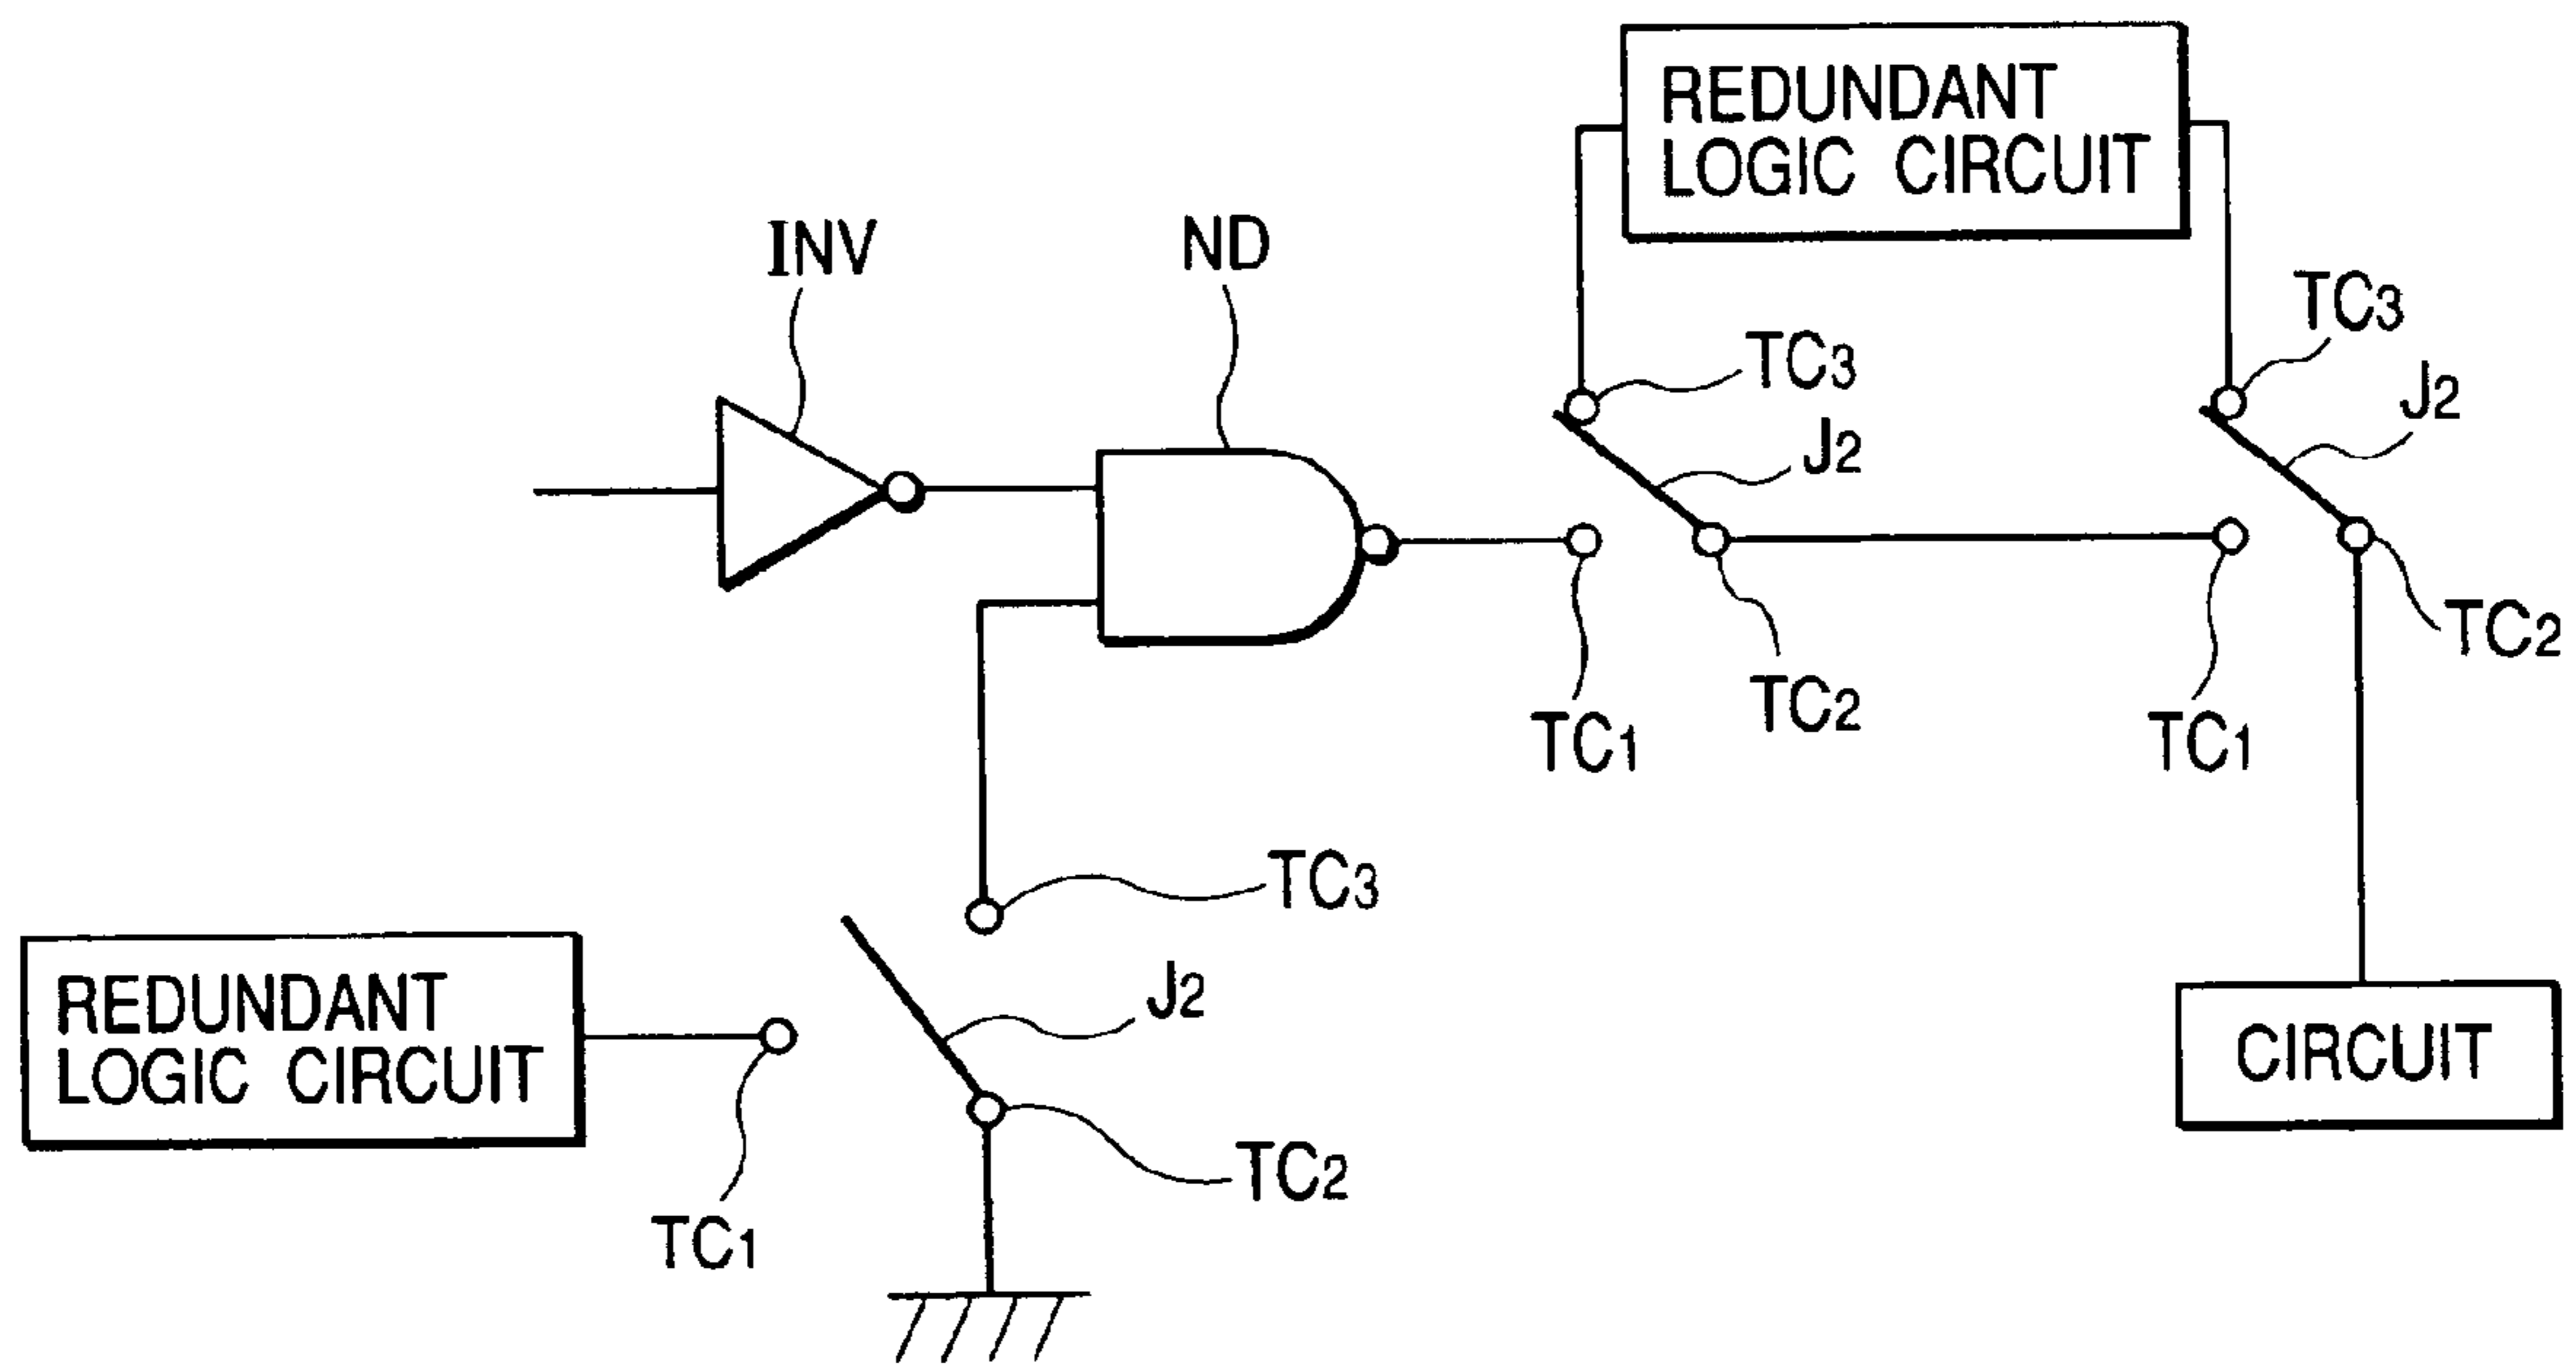 REDUNDANT
LOGIC CIRCUIT
INV
ND
TC3
TC3
J2
J2
TC2
TC2
TC1
TC1
TC3
REDUNDANT
LOGIC CIRCUIT
J2
CIRCUIT
TC2
TC1